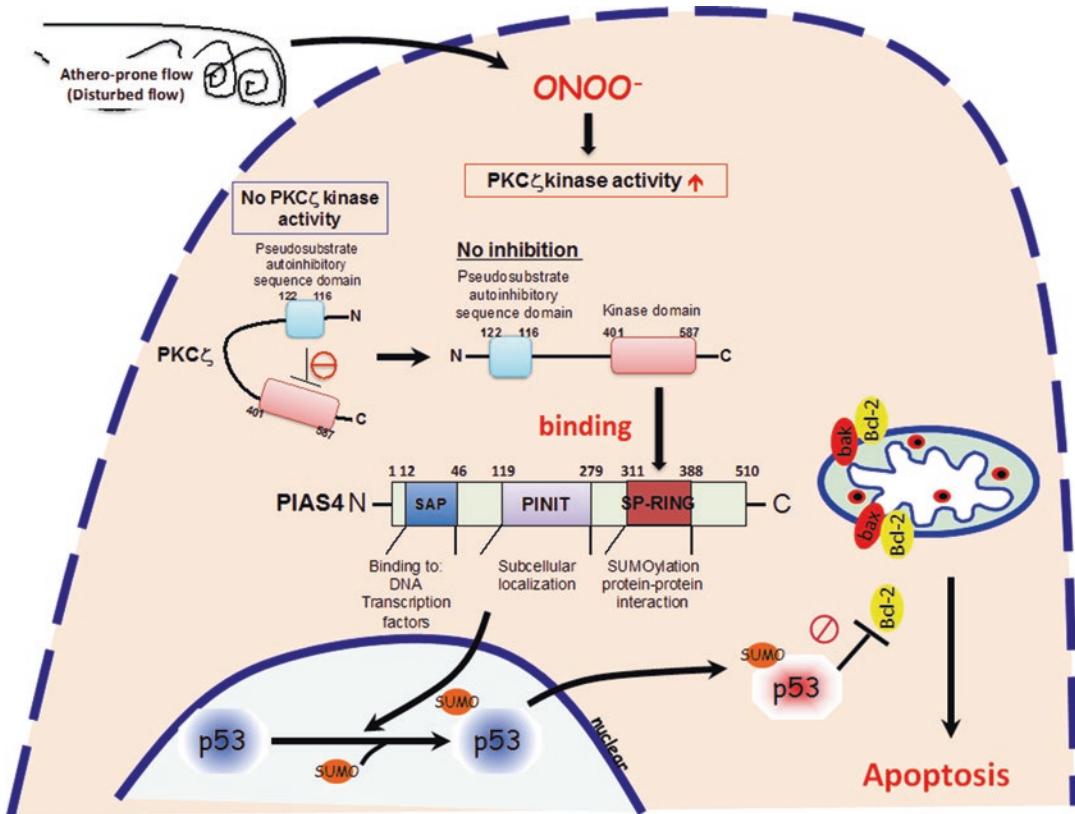 Athero-prone flow
(Disturbed flow)
ONOO-
PKCζ kinase activity ↑
No PKCζ kinase
activity
Pseudosubstrate
autoinhibitory
sequence domain
122 116
N
PKCζ
401
587
C
No inhibition
Pseudosubstrate
autoinhibitory
sequence domain
122 116
Kinase domain
401 587
N
C
binding
1 12 46 119 279 311 388 510
PIAS4 N
SAP
PINIT
SP-RING
C
Binding to:
DNA
Transcription
factors
Subcellular
localization
SUMOylation
protein-protein
interaction
bak
Bcl-2
bax
Bcl-2
Bcl-2
SUMO
p53
p53
SUMO
SUMO
p53
nuclear
Apoptosis